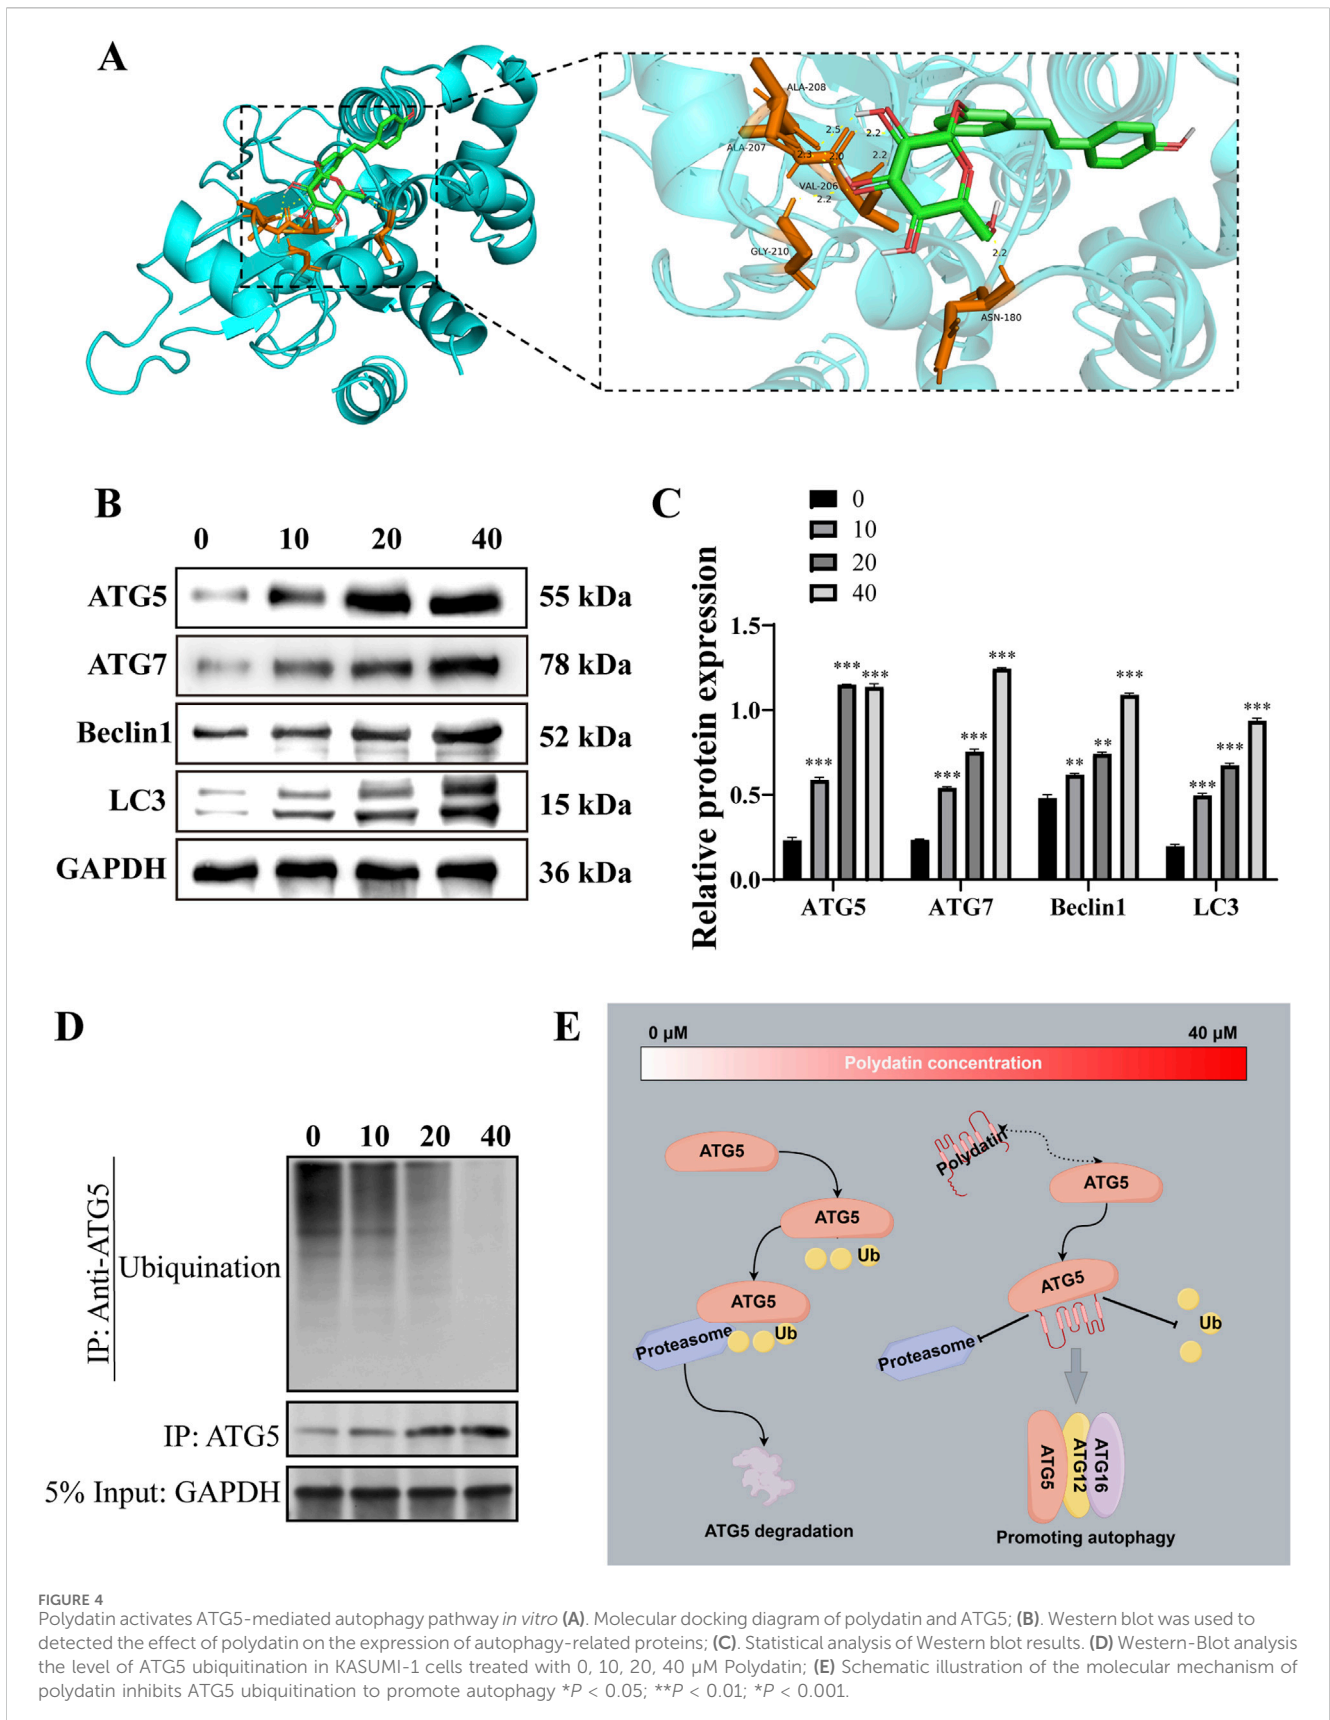 A
ALA-208
2.5
2.2
ALA-207
2.3
2.0
2.2
VAL-206
2.2
GLY-210
2.2
ASN-180
B
0 10 20 40
ATG5 55 kDa
ATG7 78 kDa
Beclin1 52 kDa
LC3 15 kDa
GAPDH 36 kDa
C
0
10
20
40
Relative protein expression
1.5
1.0
0.5
0.0
*** *** ***
*** *** ***
** ** ***
*** *** ***
ATG5 ATG7 Beclin1 LC3
D
0 10 20 40
IP: Anti-ATG5
Ubiquination
IP: ATG5
5% Input: GAPDH
E
0 µM 40 µM
Polydatin concentration
ATG5
ATG5
Ub
ATG5
Ub
Proteasome
ATG5 degradation
Polydatin
ATG5
ATG5
Ub
Proteasome
ATG5
ATG12
ATG16
Promoting autophagy
FIGURE 4
Polydatin activates ATG5-mediated autophagy pathway in vitro (A). Molecular docking diagram of polydatin and ATG5; (B). Western blot was used to
detected the effect of polydatin on the expression of autophagy-related proteins; (C). Statistical analysis of Western blot results. (D) Western-Blot analysis
the level of ATG5 ubiquitination in KASUMI-1 cells treated with 0, 10, 20, 40 µM Polydatin; (E) Schematic illustration of the molecular mechanism of
polydatin inhibits ATG5 ubiquitination to promote autophagy *P < 0.05; **P < 0.01; *P < 0.001.